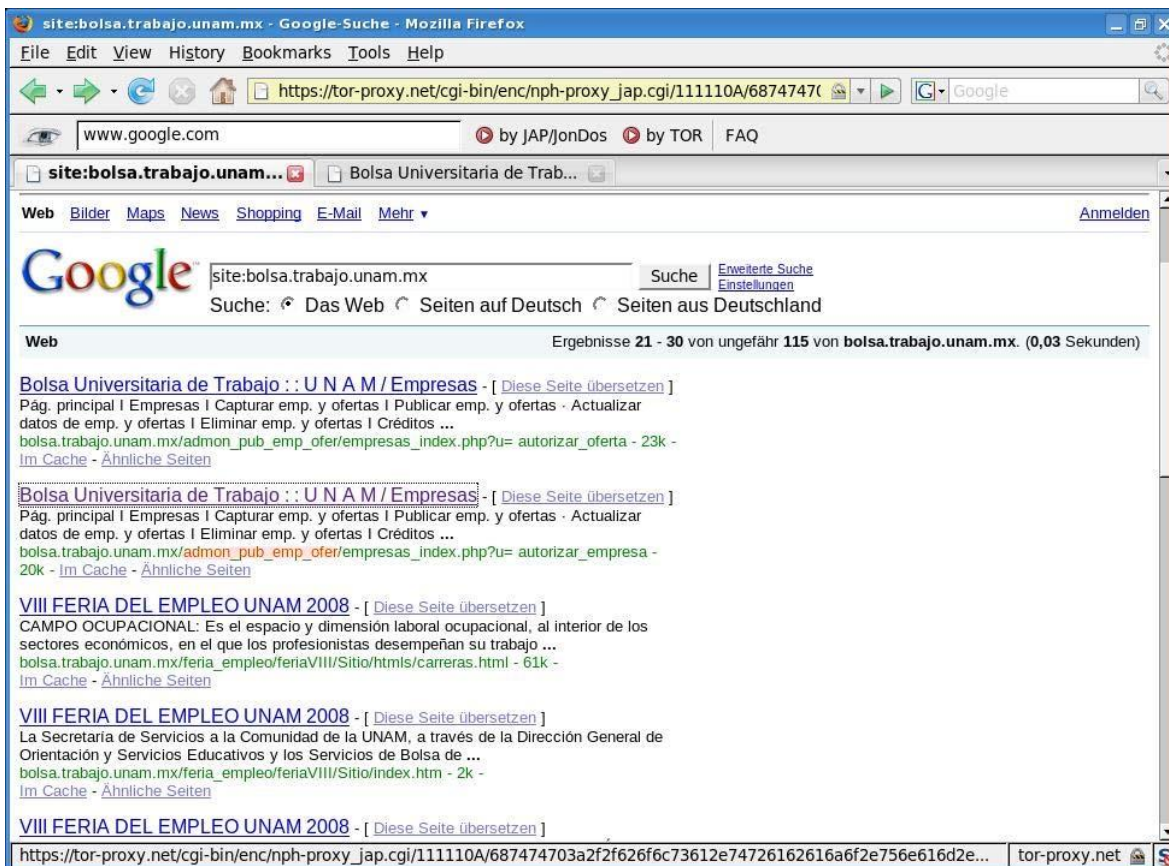 site:bolsa.trabajo.unam.mx - Google-Suche - Mozilla Firefox
File Edit View History Bookmarks Tools Help
https://tor-proxy.net/cgi-bin/enc/nph-proxy_jap.cgi/111110A/6874747( G Google
www.google.com by JAP/JonDos by TOR FAQ
site:bolsa.trabajo.unam... Bolsa Universitaria de Trab...
Web Bilder Maps News Shopping E-Mail Mehr ▼ Anmelden
Google™ site:bolsa.trabajo.unam.mx Suche Erweiterte Suche
Einstellungen
Suche: Das Web Seiten auf Deutsch Seiten aus Deutschland
Web Ergebnisse 21 - 30 von ungefähr 115 von bolsa.trabajo.unam.mx. (0,03 Sekunden)
Bolsa Universitaria de Trabajo : : U N A M / Empresas - [ Diese Seite übersetzen ]
Pág. principal I Empresas I Capturar emp. y ofertas I Publicar emp. y ofertas · Actualizar
datos de emp. y ofertas I Eliminar emp. y ofertas I Créditos ...
bolsa.trabajo.unam.mx/admon_pub_emp_ofer/empresas_index.php?u= autorizar_oferta - 23k -
Im Cache - Ähnliche Seiten
Bolsa Universitaria de Trabajo : : U N A M / Empresas - [ Diese Seite übersetzen ]
Pág. principal I Empresas I Capturar emp. y ofertas I Publicar emp. y ofertas · Actualizar
datos de emp. y ofertas I Eliminar emp. y ofertas I Créditos ...
bolsa.trabajo.unam.mx/admon_pub_emp_ofer/empresas_index.php?u= autorizar_empresa -
20k - Im Cache - Ähnliche Seiten
VIII FERIA DEL EMPLEO UNAM 2008 - [ Diese Seite übersetzen ]
CAMPO OCUPACIONAL: Es el espacio y dimensión laboral ocupacional, al interior de los
sectores económicos, en el que los profesionistas desempeñan su trabajo ...
bolsa.trabajo.unam.mx/feria_empleo/feriaVIII/Sitio/htmls/carreras.html - 61k -
Im Cache - Ähnliche Seiten
VIII FERIA DEL EMPLEO UNAM 2008 - [ Diese Seite übersetzen ]
La Secretaría de Servicios a la Comunidad de la UNAM, a través de la Dirección General de
Orientación y Servicios Educativos y los Servicios de Bolsa de ...
bolsa.trabajo.unam.mx/feria_empleo/feriaVIII/Sitio/index.htm - 2k -
Im Cache - Ähnliche Seiten
VIII FERIA DEL EMPLEO UNAM 2008 - [ Diese Seite übersetzen ]
https://tor-proxy.net/cgi-bin/enc/nph-proxy_jap.cgi/111110A/687474703a2f2f626f6c73612e74726162616a6f2e756e616d2e... tor-proxy.net